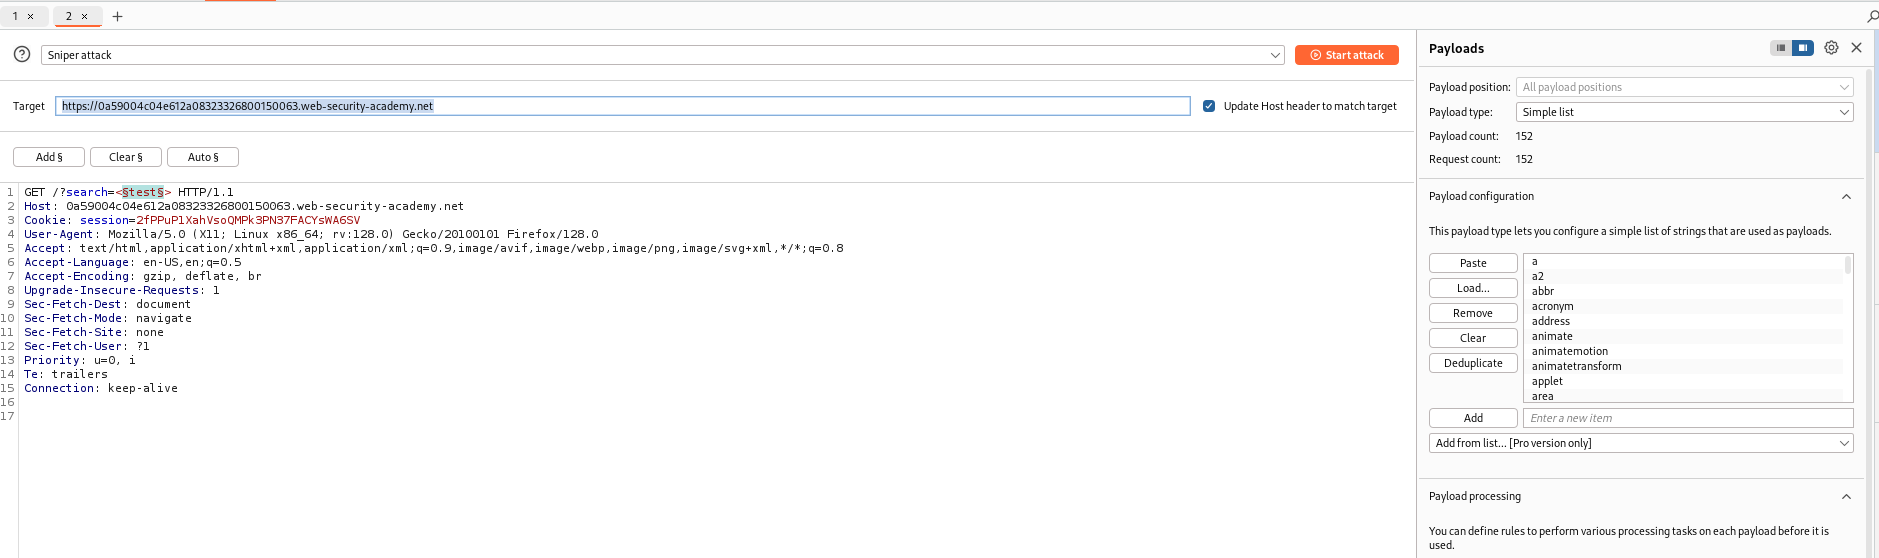 1 × 2 × +
Sniper attack
Start attack
Target https://0a59004c04e612a08323326800150063.web-security-academy.net
Update Host header to match target
Add § Clear § Auto §
1 GET /?search=<§test§> HTTP/1.1
2 Host: 0a59004c04e612a08323326800150063.web-security-academy.net
3 Cookie: session=2fPPuPlXahVsoQMPk3PN37FACYsWA6SV
4 User-Agent: Mozilla/5.0 (X11; Linux x86_64; rv:128.0) Gecko/20100101 Firefox/128.0
5 Accept: text/html,application/xhtml+xml,application/xml;q=0.9,image/avif,image/webp,image/png,image/svg+xml,*/*;q=0.8
6 Accept-Language: en-US,en;q=0.5
7 Accept-Encoding: gzip, deflate, br
8 Upgrade-Insecure-Requests: 1
9 Sec-Fetch-Dest: document
10 Sec-Fetch-Mode: navigate
11 Sec-Fetch-Site: none
12 Sec-Fetch-User: ?1
13 Priority: u=0, i
14 Te: trailers
15 Connection: keep-alive
16
17
Payloads
Payload position: All payload positions
Payload type: Simple list
Payload count: 152
Request count: 152
Payload configuration
This payload type lets you configure a simple list of strings that are used as payloads.
Paste
Load...
Remove
Clear
Deduplicate
a
a2
abbr
acronym
address
animate
animatemotion
animatetransform
applet
area
Add Enter a new item
Add from list... [Pro version only]
Payload processing
You can define rules to perform various processing tasks on each payload before it is
used.